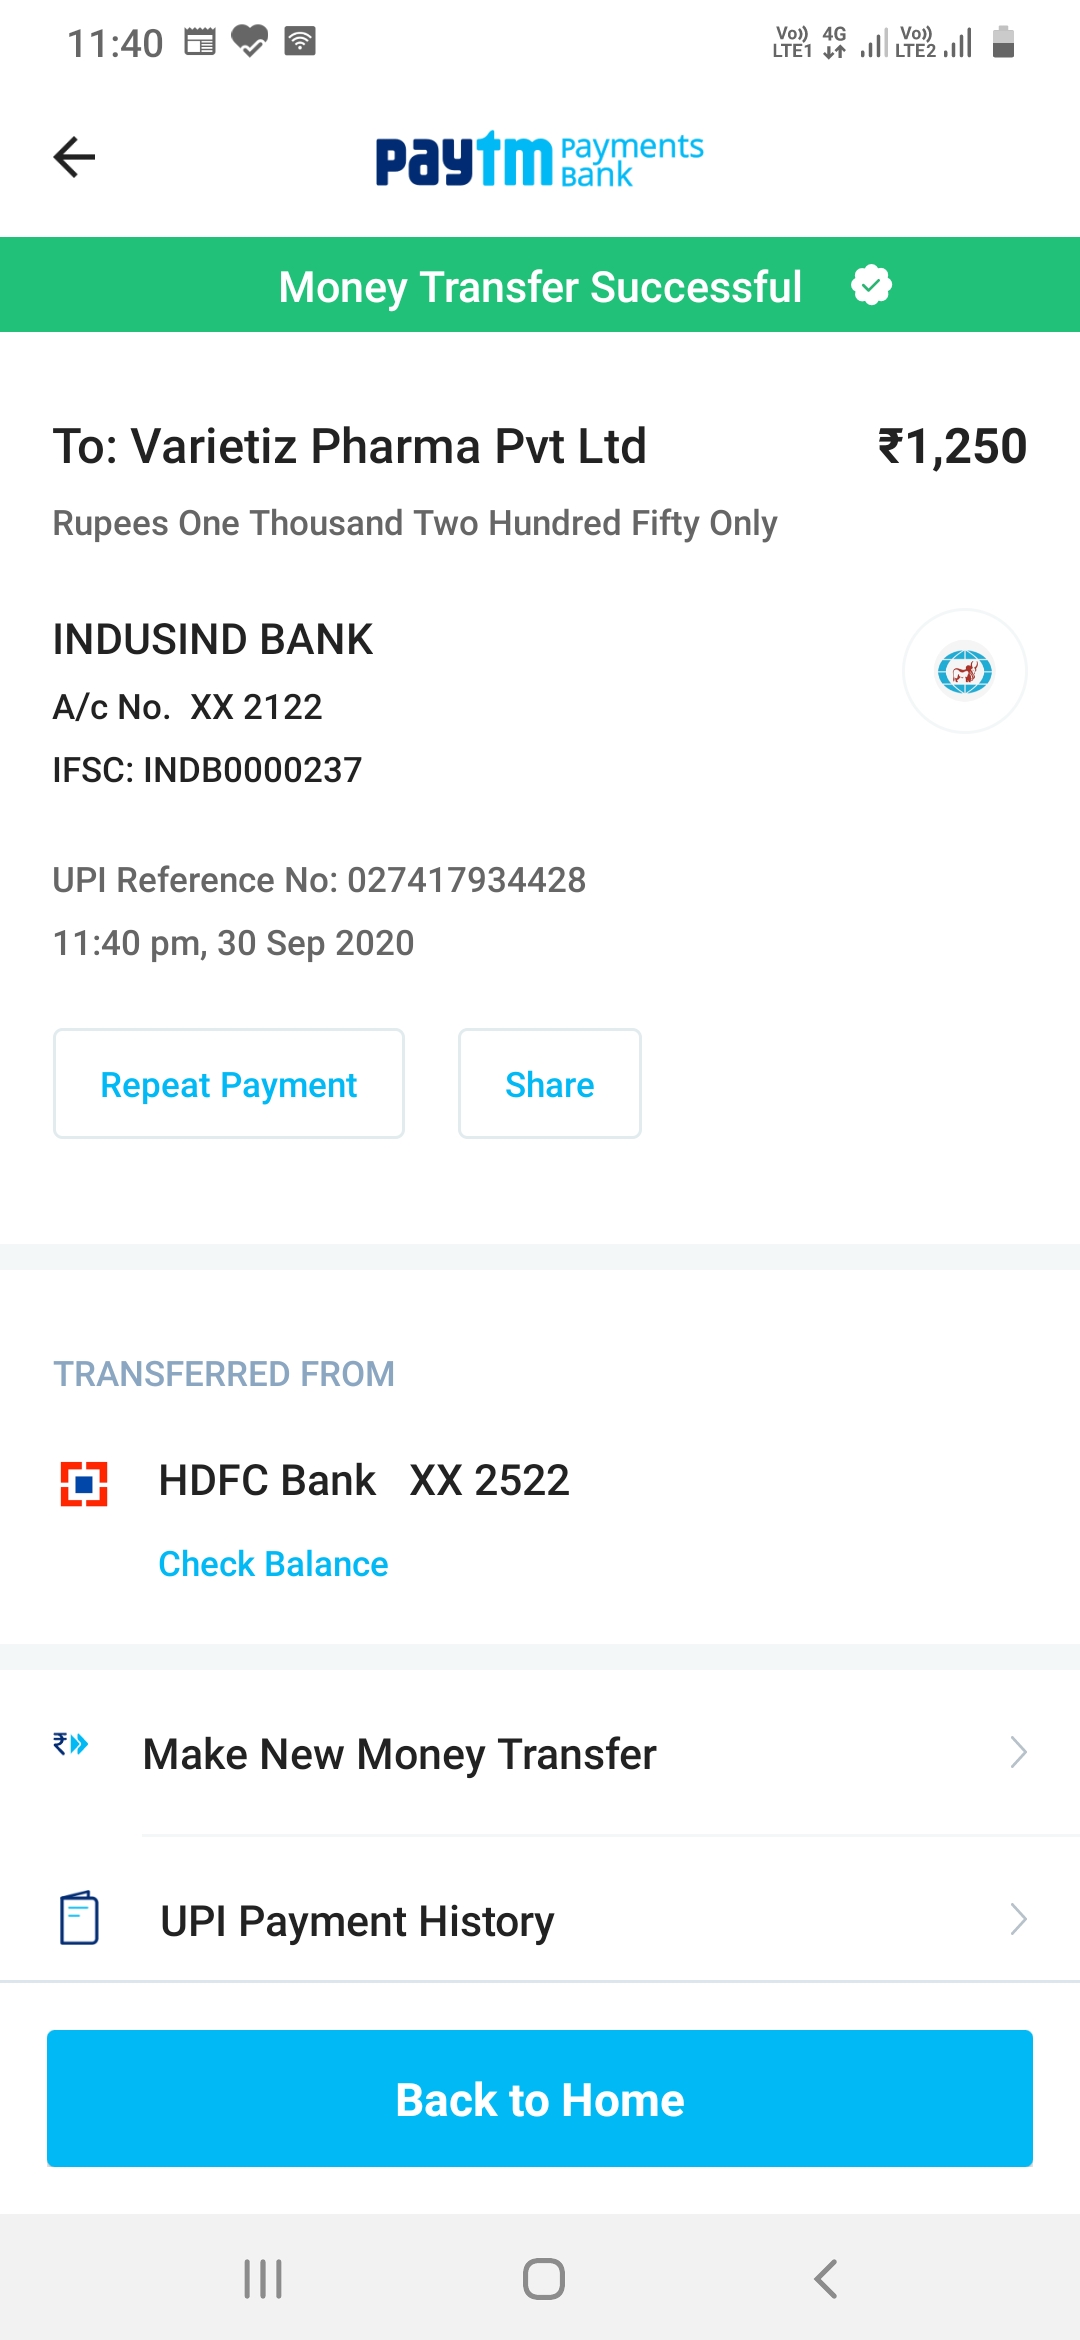 11:40 Vo)) LTE1 4G Vo)) LTE2
paytm Payments Bank
Money Transfer Successful
To: Varietiz Pharma Pvt Ltd ₹1,250
Rupees One Thousand Two Hundred Fifty Only
INDUSIND BANK
A/c No. XX 2122
IFSC: INDB0000237
UPI Reference No: 027417934428
11:40 pm, 30 Sep 2020
Repeat Payment Share
TRANSFERRED FROM
HDFC Bank XX 2522
Check Balance
₹ Make New Money Transfer
UPI Payment History
Back to Home